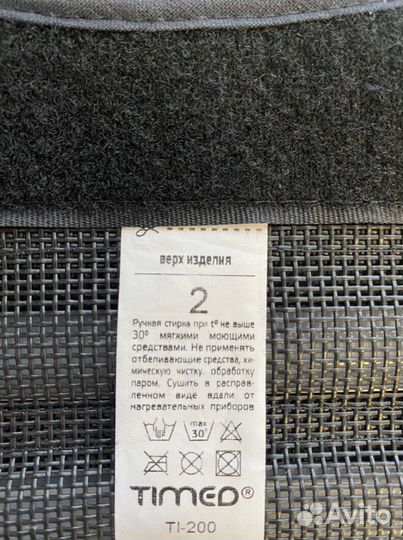 верх изделия
2
Ручная стирка при t° не выше
30° мягкими моющими
средствами. Не применять
отбеливающие средства, хи-
мическую чистку, обработку
паром. Сушить в расправ-
ленном виде вдали от
нагревательных приборов
max
30°
TIMED®
TI-200
Avito